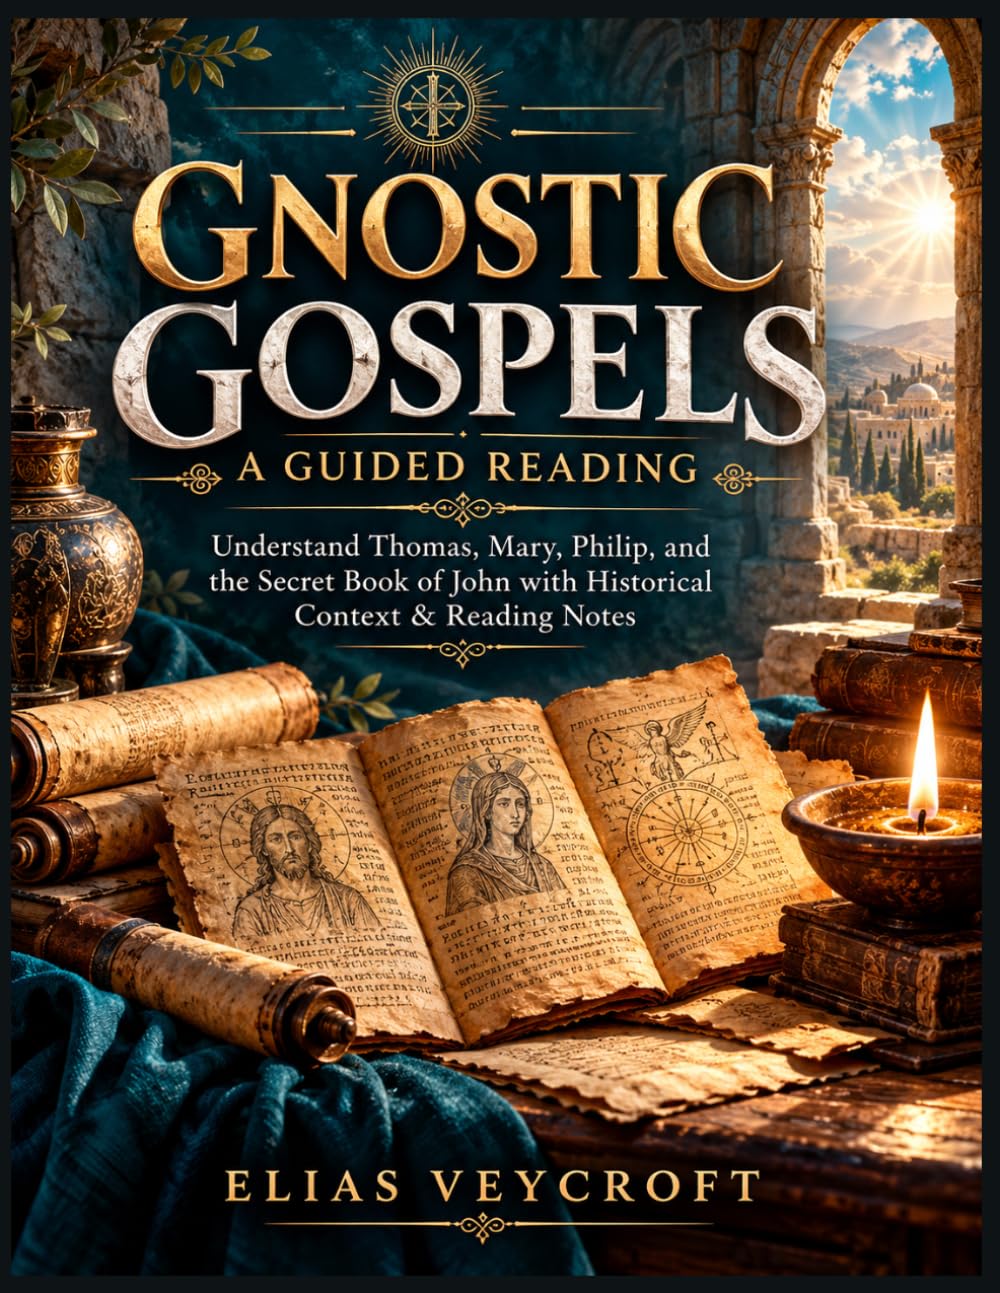 GNOSTIC
GOSPELS
A GUIDED READING
Understand Thomas, Mary, Philip, and
the Secret Book of John with Historical
Context & Reading Notes
ELIAS VEYCROFT